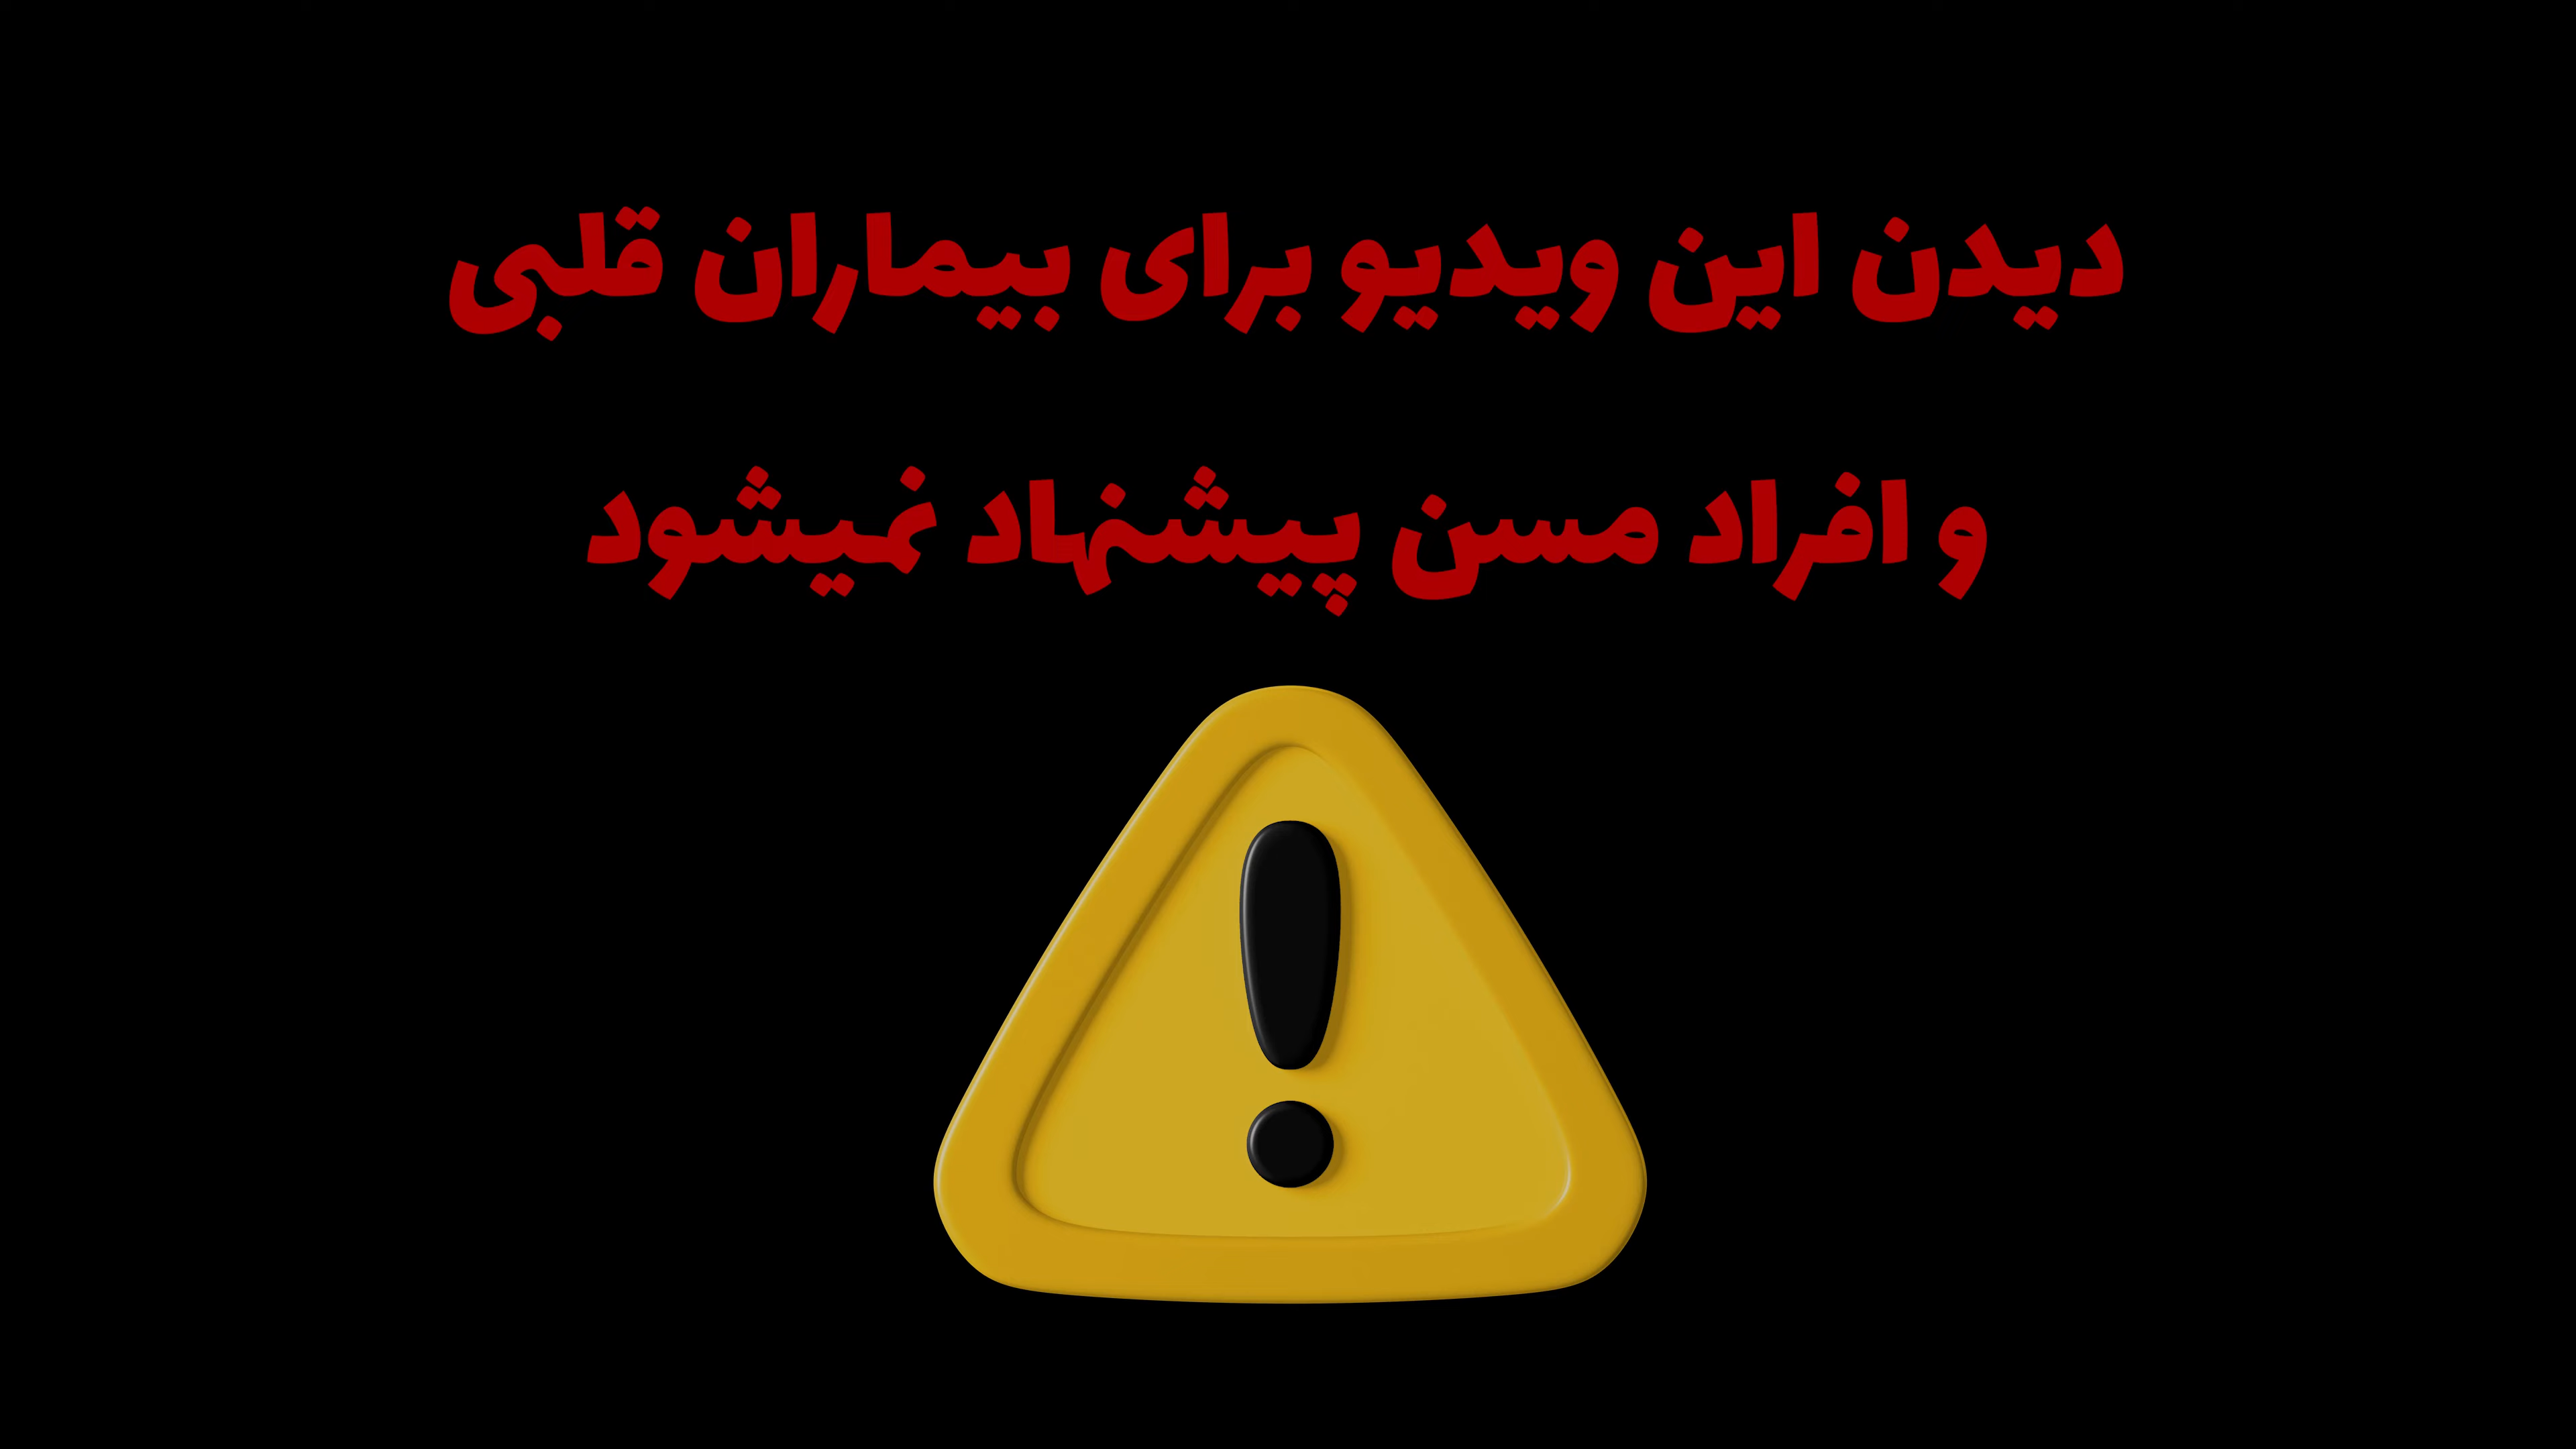 دیدن این ویدیو برای بیماران قلبی
و افراد مسن پیشنهاد نمیشود